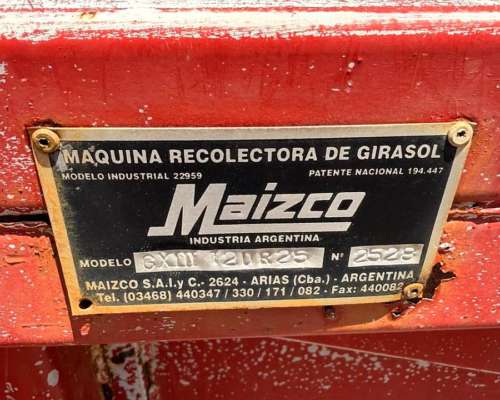 MAQUINA RECOLECTORA DE GIRASOL
MODELO INDUSTRIAL 22959 PATENTE NACIONAL 194.447
Maizco
INDUSTRIA ARGENTINA
MODELO Nº 2528
MAIZCO S.A.I.y C.- 2624 - ARIAS (Cba.) - ARGENTINA
Tel. (03468) 440347 / 330 / 171 / 082 - Fax: 440082